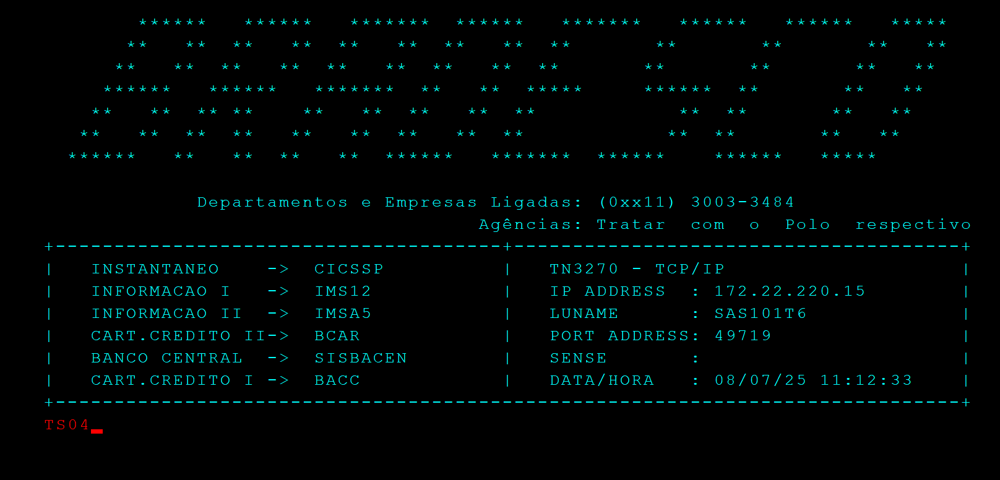 BRADESCO
Departamentos e Empresas Ligadas: (0xx11) 3003-3484
Agências: Tratar com o Polo respectivo
+--------------------------------------+--------------------------------------+
| INSTANTANEO -> CICSSP | TN3270 - TCP/IP |
| INFORMACAO I -> IMS12 | IP ADDRESS : 172.22.220.15 |
| INFORMACAO II -> IMSA5 | LUNAME : SAS101T6 |
| CART.CREDITO II-> BCAR | PORT ADDRESS: 49719 |
| BANCO CENTRAL -> SISBACEN | SENSE : |
| CART.CREDITO I -> BACC | DATA/HORA : 08/07/25 11:12:33 |
+-----------------------------------------------------------------------------+
TS04